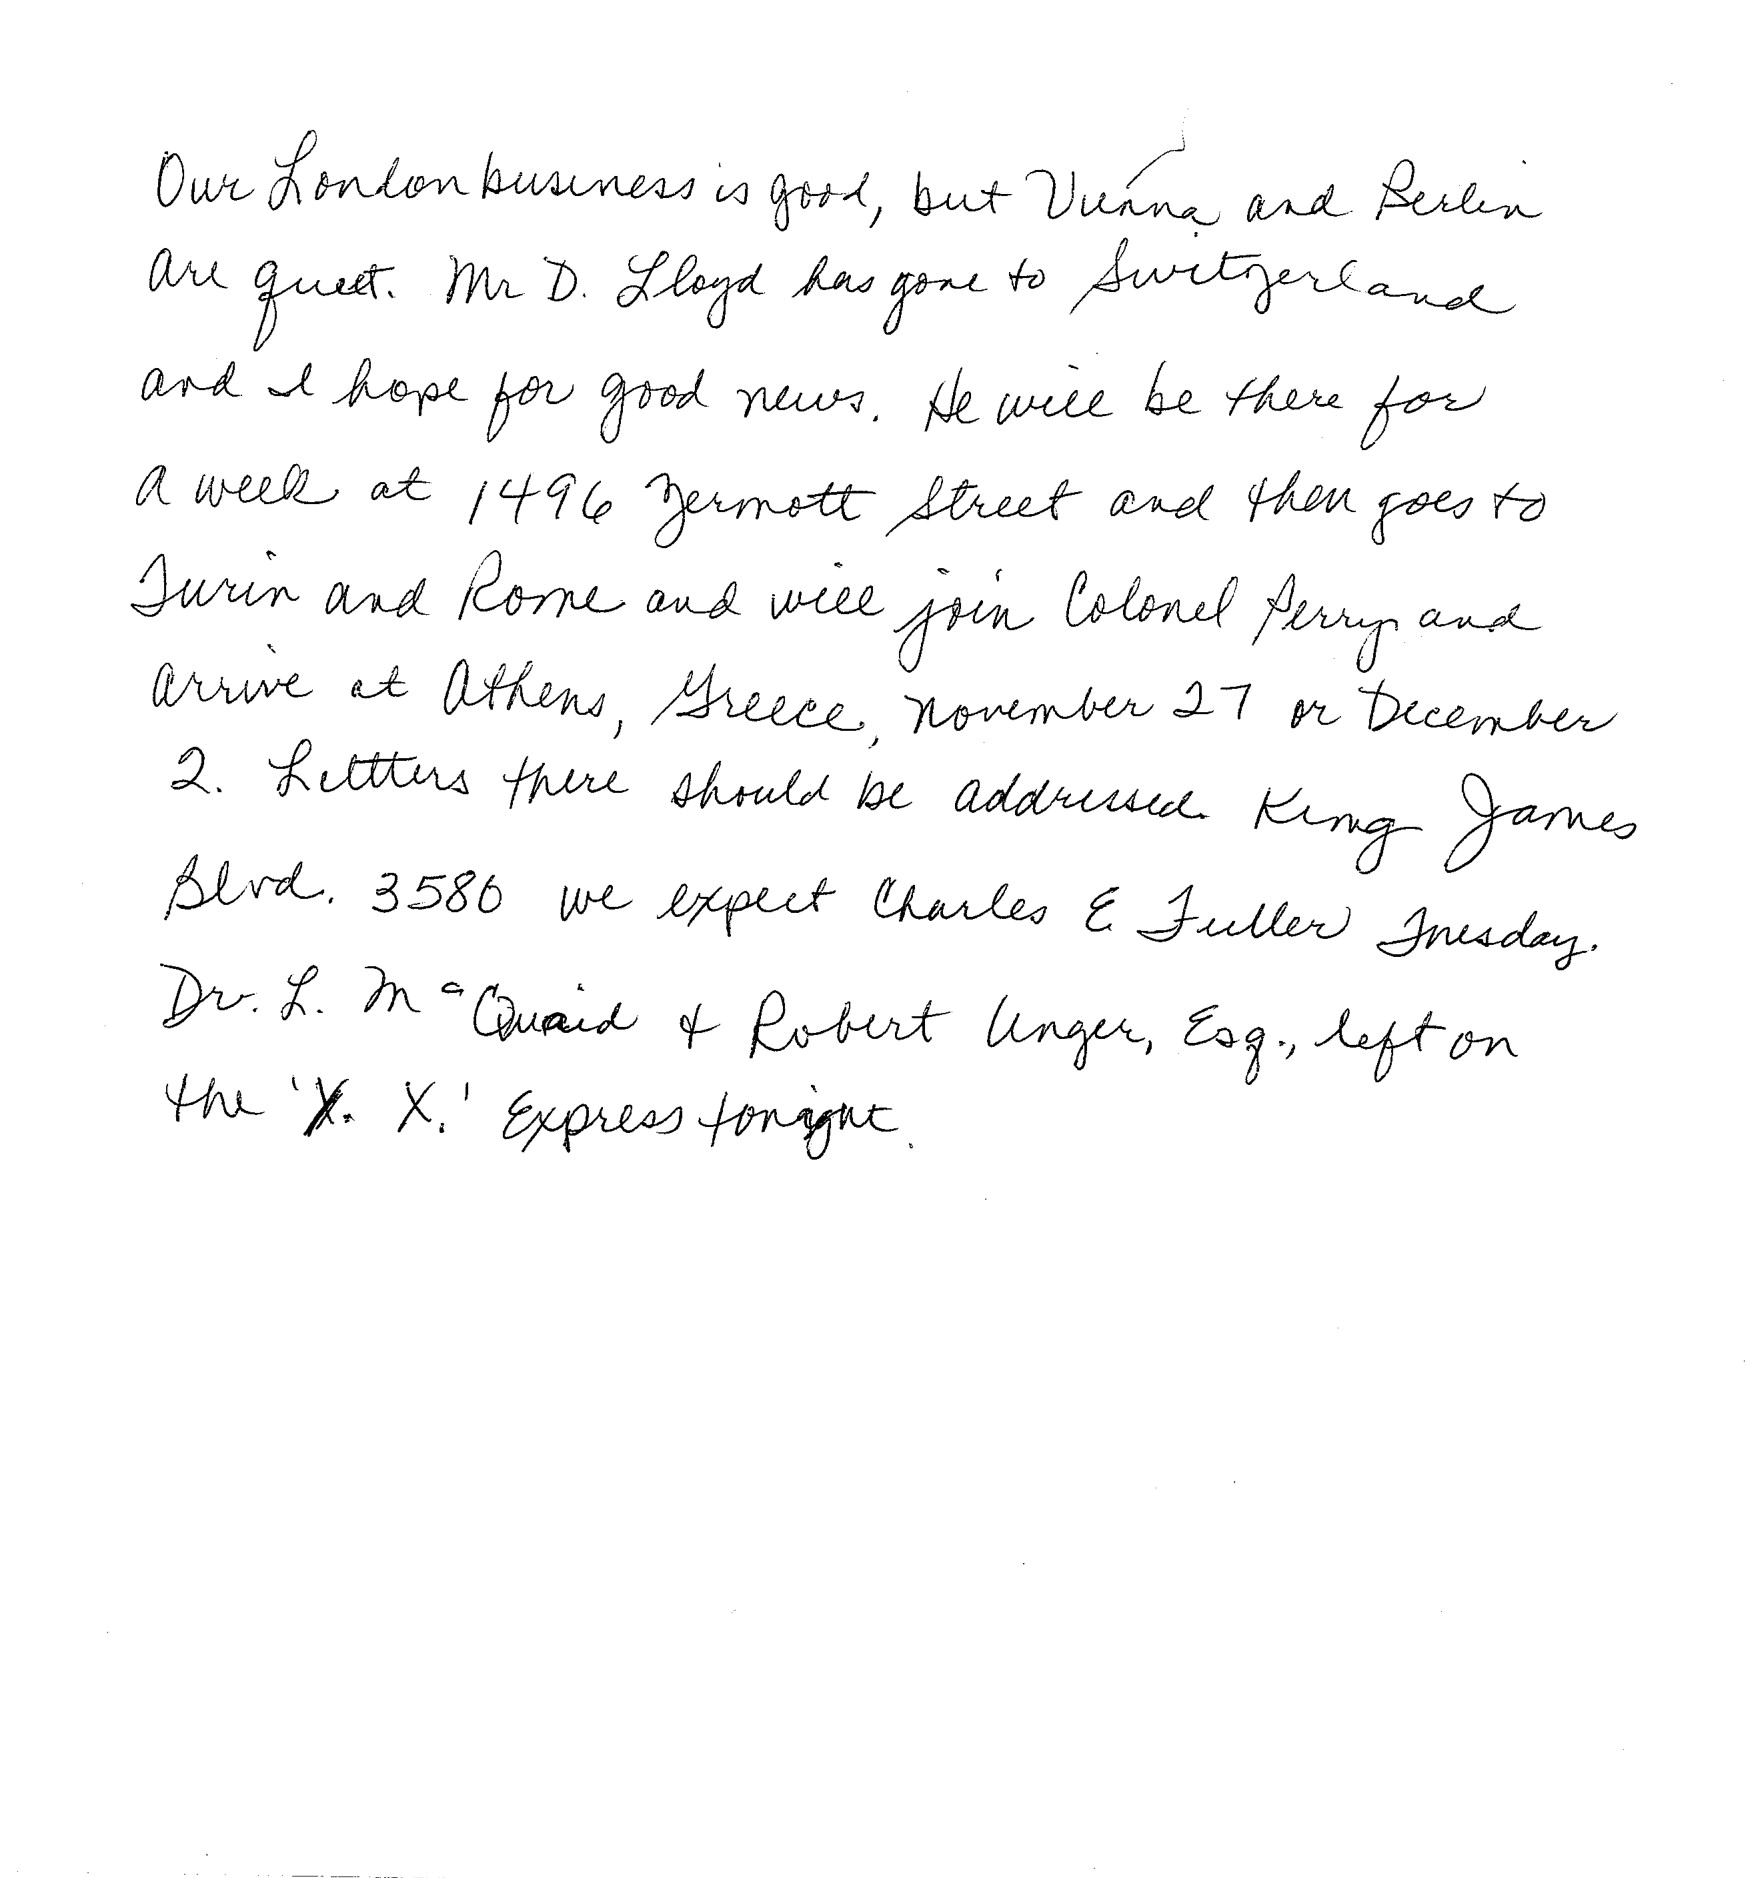 Our London business is good, but Vienna and Berlin
are quiet. Mr D. Lloyd has gone to Switzerland
and I hope for good news. He will be there for
a week at 1496 Zermott Street and then goes to
Turin and Rome and will join Colonel Perry and
arrive at Athens, Greece, November 27 or December
2. Letters there should be addressed. King James
Blvd. 3580 we expect Charles E. Fuller Tuesday.
Dr. L. McQuaid & Robert Unger, Esq., left on
the 'X. X.' Express tonight.